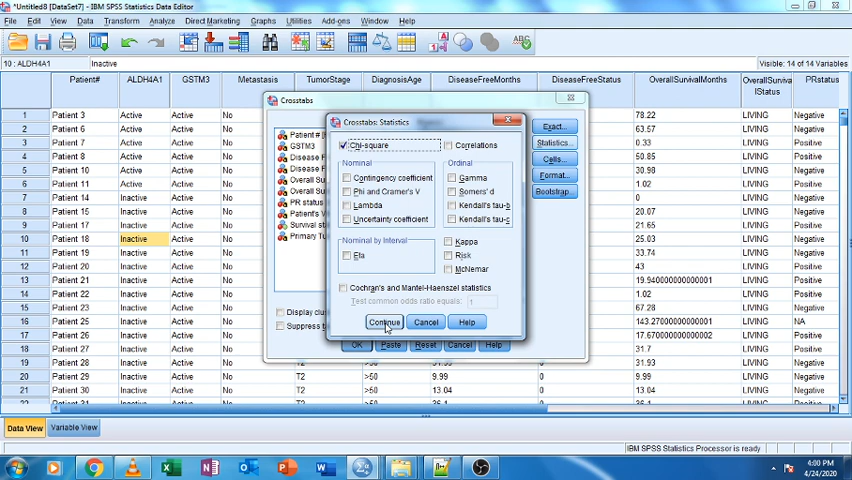 *Untitled8 [DataSet7] - IBM SPSS Statistics Data Editor
File Edit View Data Transform Analyze Direct Marketing Graphs Utilities Add-ons Window Help
10 : ALDH4A1 Inactive Visible: 14 of 14 Variables
Patient# ALDH4A1 GSTM3 Metastasis TumorStage DiagnosisAge DiseaseFreeMonths DiseaseFreeStatus OverallSurvivalMonths OverallSurviva lStatus PRstatus
1 Patient 3 Active Active No 78.22 LIVING Negative
2 Patient 6 Active Active No 63.57 LIVING Negative
3 Patient 7 Active Active No 0.33 LIVING Negative
4 Patient 8 Active Active No 50.85 LIVING Negative
5 Patient 10 Active Active No 30.98 LIVING Negative
6 Patient 11 Active Active No 1.02 LIVING Negative
7 Patient 14 Inactive Active No 0 LIVING Negative
8 Patient 15 Inactive Active No 20.07 LIVING Negative
9 Patient 17 Inactive Active No 21.65 LIVING Negative
10 Patient 18 Inactive Active No 25.03 LIVING Negative
11 Patient 19 Inactive Active No 33.74 LIVING Negative
12 Patient 20 Inactive Active No 43 LIVING Negative
13 Patient 21 Inactive Active No 19.940000000000001 LIVING Negative
14 Patient 22 Inactive Active No 1.02 LIVING Negative
15 Patient 23 Inactive Active No 67.28 LIVING Negative
16 Patient 25 Inactive Active No 143.27000000000001 LIVING NA
17 Patient 26 Inactive Active No 17.670000000000002 LIVING Negative
18 Patient 27 Inactive Active No 31.7 LIVING Negative
19 Patient 28 Inactive Active No T2 >50 31.93 0 31.93 LIVING Negative
20 Patient 29 Inactive Active No T2 >50 9.99 0 9.99 LIVING Negative
21 Patient 30 Inactive Active No T2 >50 13.04 0 13.04 LIVING Negative
Crosstabs
Patient #
GSTM3
Disease F
Disease F
Overall Su
Overall Su
PR status
Patient's V
Survival st
Primary Tu
Display clu
Suppress t
Exact...
Statistics...
Cells...
Format...
Bootstrap...
OK Paste Reset Cancel Help
Crosstabs: Statistics
Chi-square Correlations
Nominal Ordinal
Contingency coefficient Gamma
Phi and Cramer's V Somers' d
Lambda Kendall's tau-b
Uncertainty coefficient Kendall's tau-c
Nominal by Interval Kappa
Eta Risk
McNemar
Cochran's and Mantel-Haenszel statistics
Test common odds ratio equals: 1
Continue Cancel Help
Data View Variable View
IBM SPSS Statistics Processor is ready
4:00 PM
4/24/2020